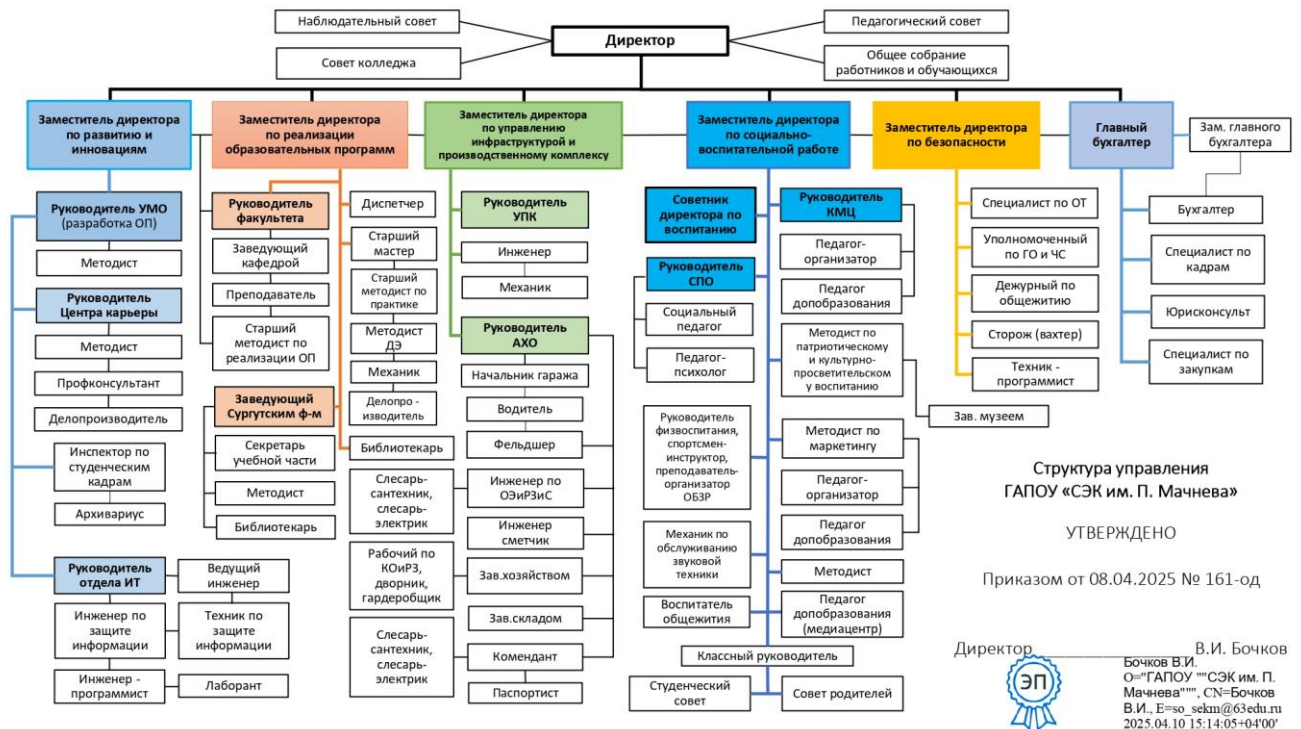 Наблюдательный совет
Педагогический совет
Директор
Совет колледжа
Общее собрание
работников и обучающихся
Заместитель директора
по развитию и
инновациям
Заместитель директора
по реализации
образовательных программ
Заместитель директора
по управлению
инфраструктурой и
производственному комплексу
Заместитель директора
по социально-
воспитательной работе
Заместитель директора
по безопасности
Главный
бухгалтер
Зам. главного
бухгалтера
Руководитель УМО
(разработка ОП)
Методист
Руководитель
Центра карьеры
Методист
Профконсультант
Делопроизводитель
Инспектор по
студенческим
кадрам
Архивариус
Руководитель
отдела ИТ
Ведущий
инженер
Инженер по
защите
информации
Техник по
защите
информации
Инженер -
программист
Лаборант
Руководитель
факультета
Заведующий
кафедрой
Преподаватель
Старший
методист по
реализации ОП
Заведующий
Сургутским ф-м
Секретарь
учебной части
Методист
Библиотекарь
Диспетчер
Старший
мастер
Старший
методист по
практике
Методист
ДЭ
Механик
Делопро -
изводитель
Библиотекарь
Руководитель
УПК
Инженер
Механик
Руководитель
АХО
Начальник гаража
Водитель
Фельдшер
Слесарь-
сантехник,
слесарь-
электрик
Инженер по
ОЭиРЗиС
Инженер
сметчик
Рабочий по
КОиРЗ,
дворник,
гардеробщик
Зав.хозяйством
Зав.складом
Слесарь-
сантехник,
слесарь-
электрик
Комендант
Паспортист
Советник
директора по
воспитанию
Руководитель
СПО
Социальный
педагог
Педагог-
психолог
Руководитель
физвоспитания,
спортсмен-
инструктор,
преподаватель-
организатор
ОБЗР
Механик по
обслуживанию
звуковой
техники
Воспитатель
общежития
Руководитель
КМЦ
Педагог-
организатор
Педагог
допобразования
Методист по
патриотическому
и культурно-
просветительском
у воспитанию
Зав. музеем
Методист по
маркетингу
Педагог-
организатор
Педагог
допобразования
Методист
Педагог
допобразования
(медиацентр)
Классный руководитель
Студенческий
совет
Совет родителей
Специалист по ОТ
Уполномоченный
по ГО и ЧС
Дежурный по
общежитию
Сторож (вахтер)
Техник -
программист
Бухгалтер
Специалист по
кадрам
Юрисконсульт
Специалист по
закупкам
Структура управления
ГАПОУ «СЭК им. П. Мачнева»
УТВЕРЖДЕНО
Приказом от 08.04.2025 № 161-од
Директор____________________ В.И. Бочков
ЭП
Бочков В.И.
O="ГАПОУ ""СЭК им. П.
Мачнева""", CN=Бочков
В.И., E=so_sekm@63edu.ru
2025.04.10 15:14:05+04'00'